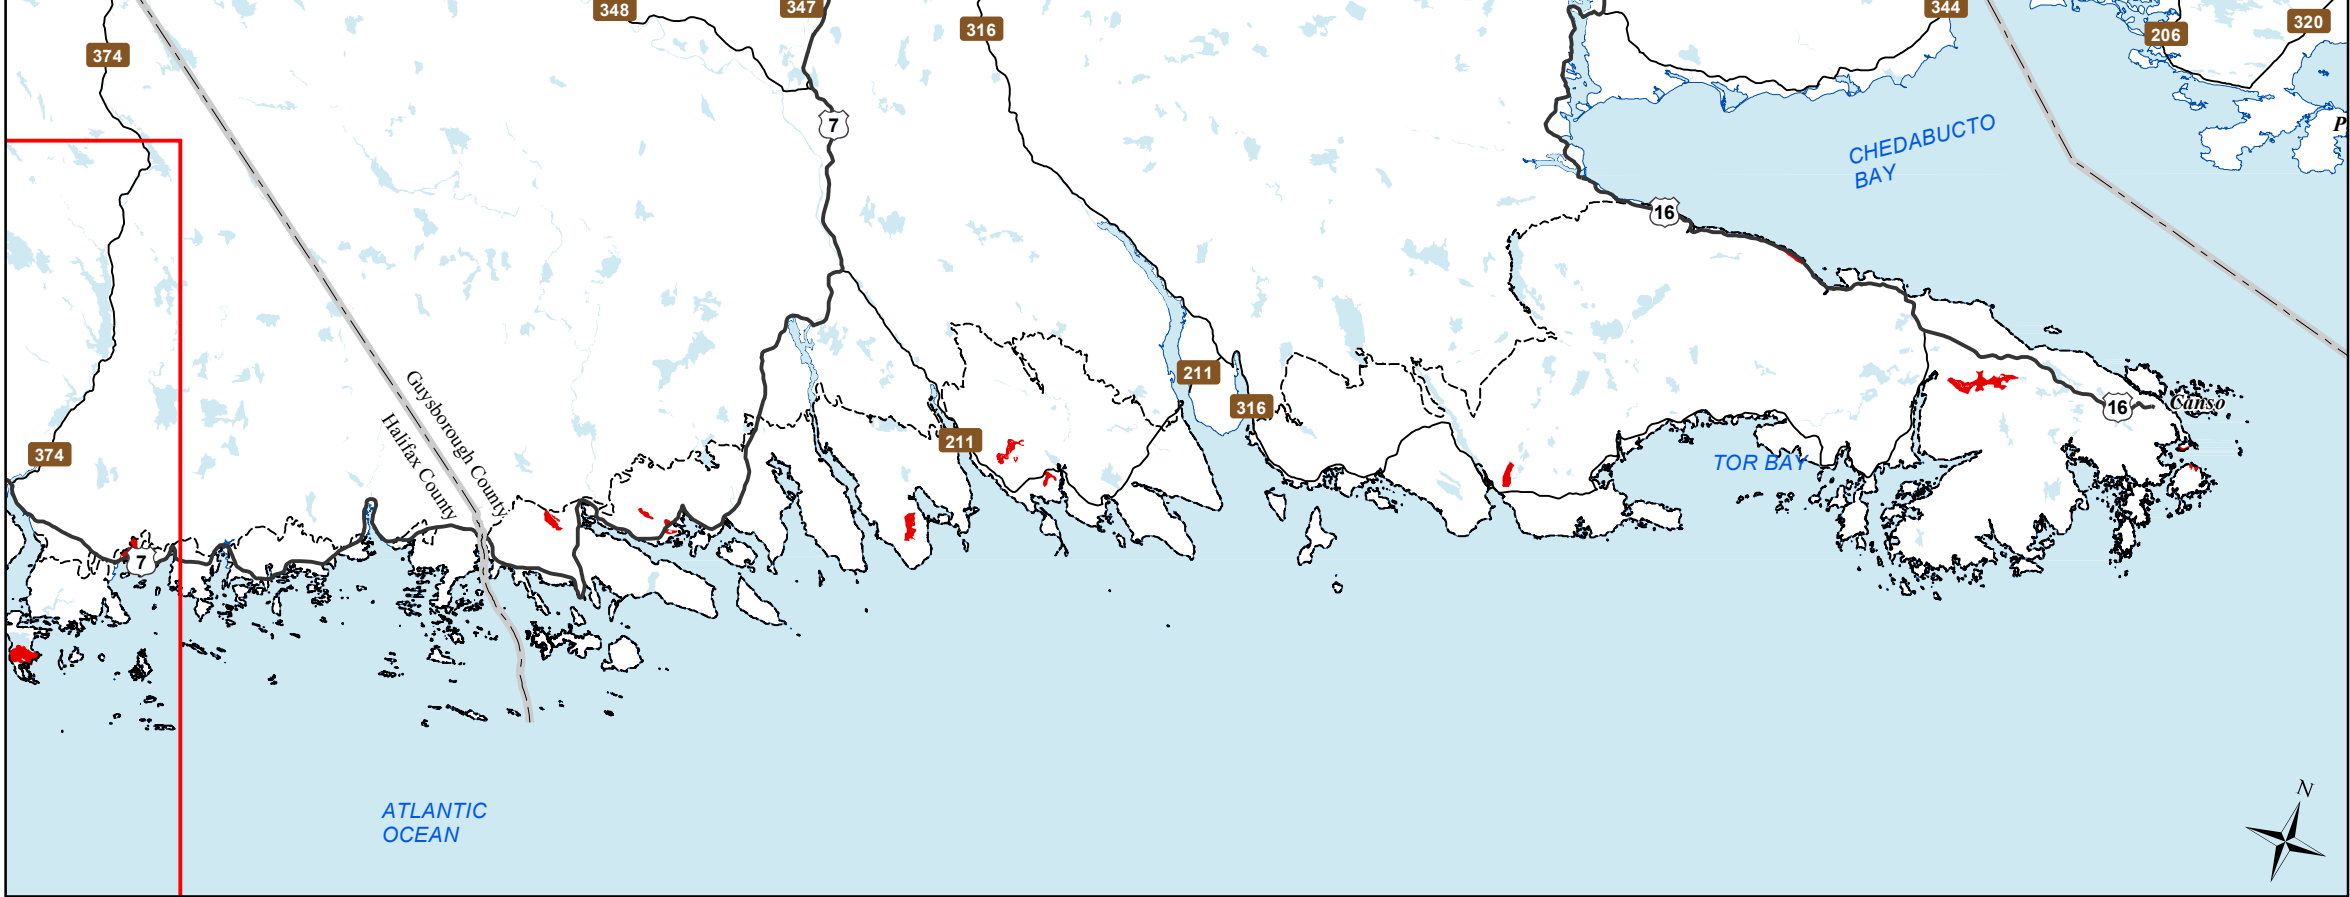 348
347
316
344
206
320
374
7
P
CHEDABUCTO
BAY
16
211
316
Guysborough County
Halifax County
16
Canso
211
374
TOR BAY
7
N
ATLANTIC
OCEAN